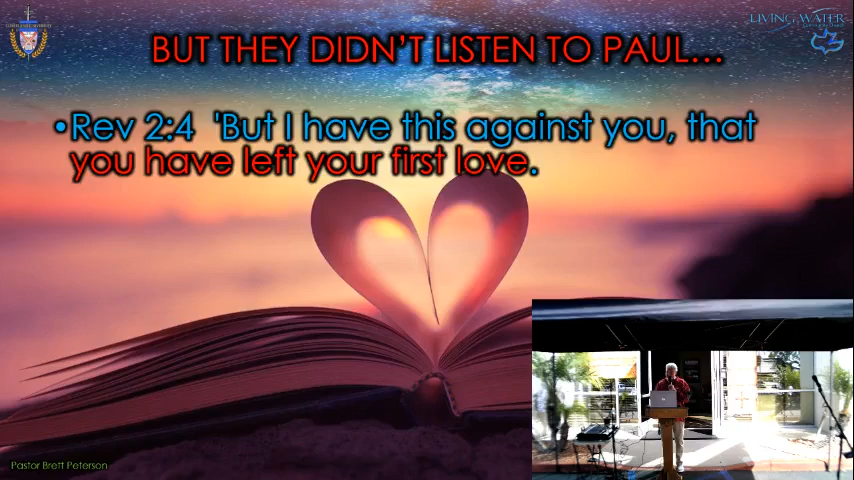 BUT THEY DIDN'T LISTEN TO PAUL...
•Rev 2:4 'But I have this against you, that
you have left your first love.
LIVING WATER
Pastor Brett Peterson